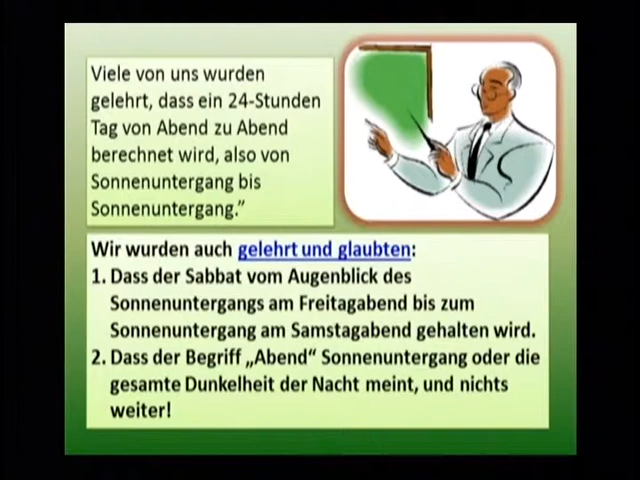 Viele von uns wurden
gelehrt, dass ein 24-Stunden
Tag von Abend zu Abend
berechnet wird, also von
Sonnenuntergang bis
Sonnenuntergang.”
Wir wurden auch gelehrt und glaubten:
1. Dass der Sabbat vom Augenblick des
Sonnenuntergangs am Freitagabend bis zum
Sonnenuntergang am Samstagabend gehalten wird.
2. Dass der Begriff „Abend“ Sonnenuntergang oder die
gesamte Dunkelheit der Nacht meint, und nichts
weiter!